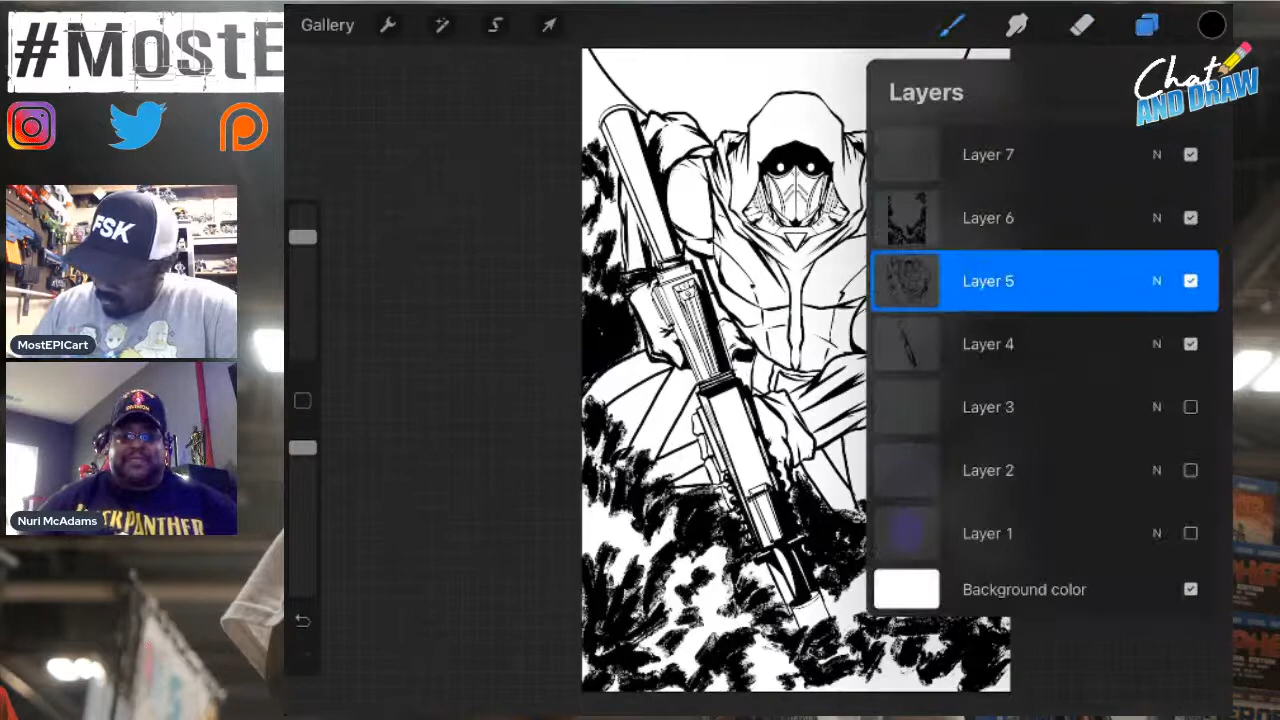 #MostE
Gallery
Chat
AND DRAW
Layers
Layer 7
N
Layer 6
N
Layer 5
N
Layer 4
N
Layer 3
N
Layer 2
N
Layer 1
N
Background color
FSK
MostEPICart
Nuri McAdams